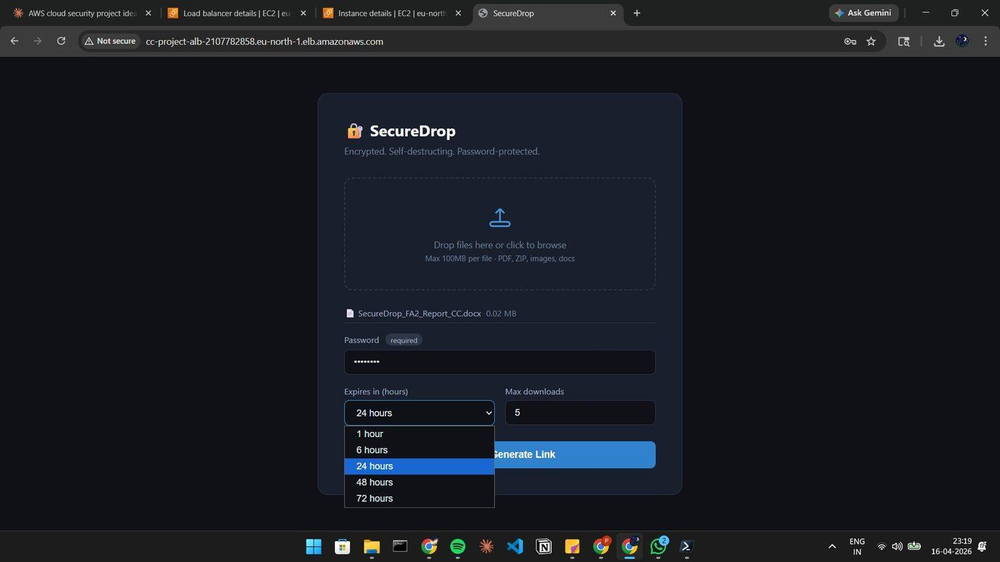 AWS cloud security project idea
Load balancer details | EC2 | eu-
Instance details | EC2 | eu-north
SecureDrop
Ask Gemini
Not secure
cc-project-alb-2107782858.eu-north-1.elb.amazonaws.com
SecureDrop
Encrypted. Self-destructing. Password-protected.
Drop files here or click to browse
Max 100MB per file · PDF, ZIP, images, docs
SecureDrop_FA2_Report_CC.docx 0.02 MB
Password required
••••••••
Expires in (hours) Max downloads
24 hours 5
1 hour
6 hours
Generate Link
24 hours
48 hours
72 hours
P
2
ENG
IN
23:19
16-04-2026